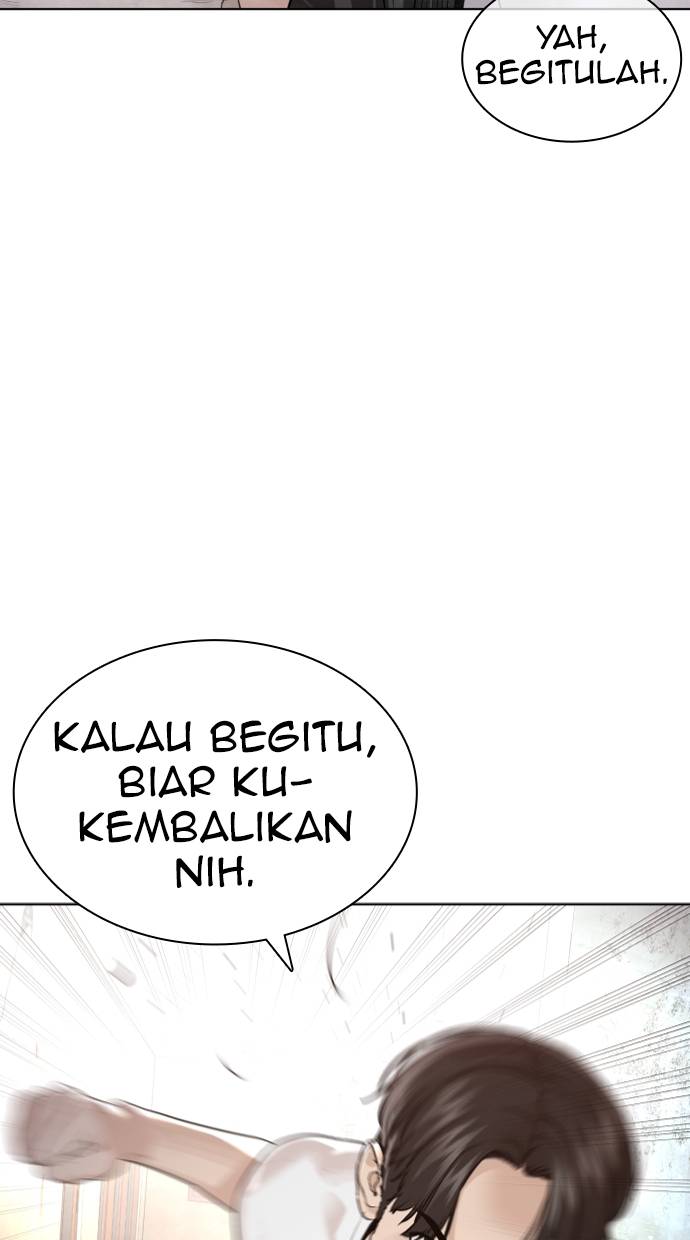 YAH,
BEGITULAH.
KALAU BEGITU,
BIAR KU-
KEMBALIKAN
NIH.